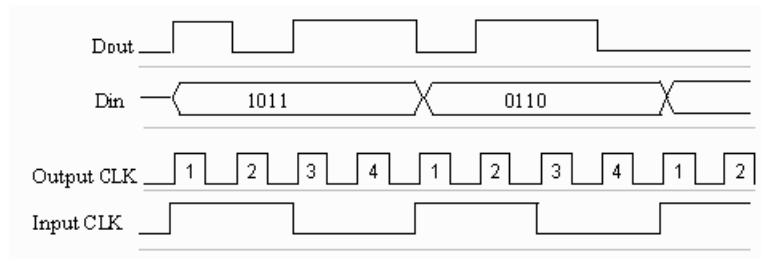 Dout
Din 1011 0110
Output CLK 1 2 3 4 1 2 3 4 1 2
Input CLK